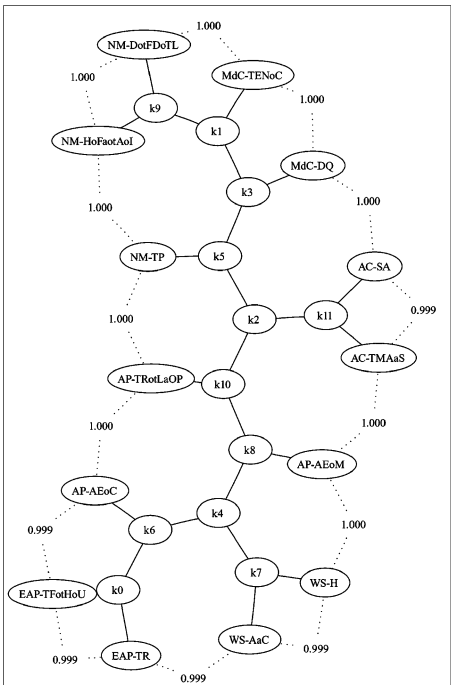 NM-DotFDoTL
1.000
MdC-TENoC
1.000
k9
1.000
k1
NM-HoFaotAoI
MdC-DQ
k3
1.000
1.000
NM-TP
k5
AC-SA
1.000
k2
k11
0.999
AC-TMAaS
AP-TRotLaOP
k10
1.000
1.000
k8
AP-AEoM
AP-AEoC
k4
1.000
k6
0.999
k7
WS-H
EAP-TFotHoU
k0
WS-AaC
0.999
0.999
EAP-TR
0.999